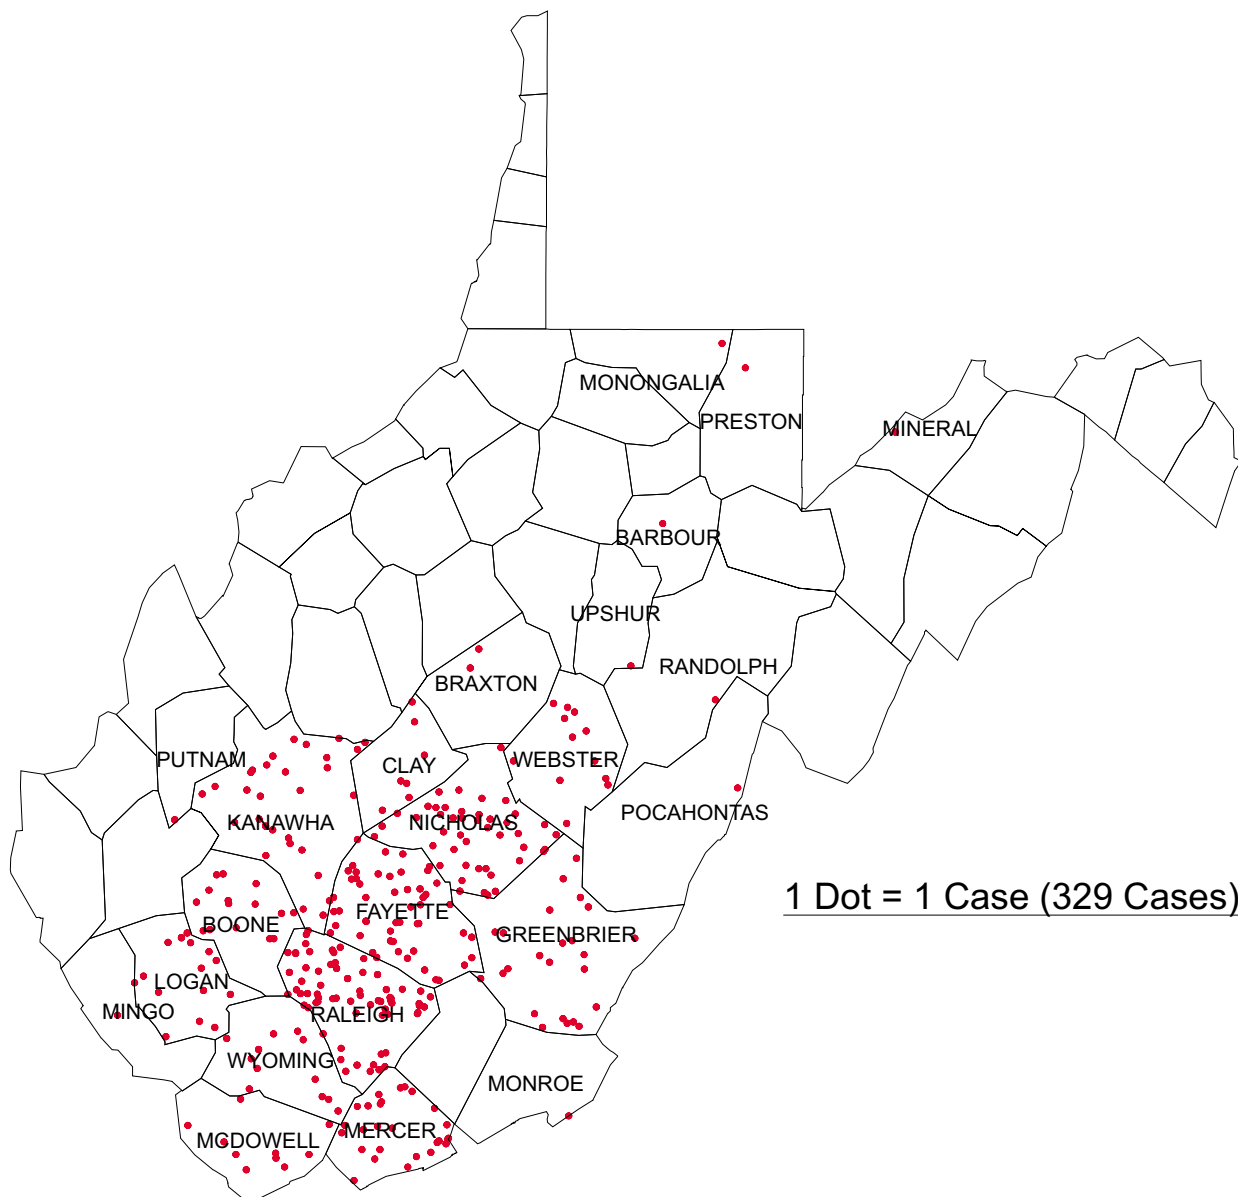 MONONGALIA
PRESTON
MINERAL
BARBOUR
UPSHUR
RANDOLPH
BRAXTON
PUTNAM
CLAY
WEBSTER
KANAWHA
NICHOLAS
POCAHONTAS
1 Dot = 1 Case (329 Cases)
FAYETTE
BOONE
GREENBRIER
LOGAN
MINGO
RALEIGH
WYOMING
MONROE
MCDOWELL
MERCER